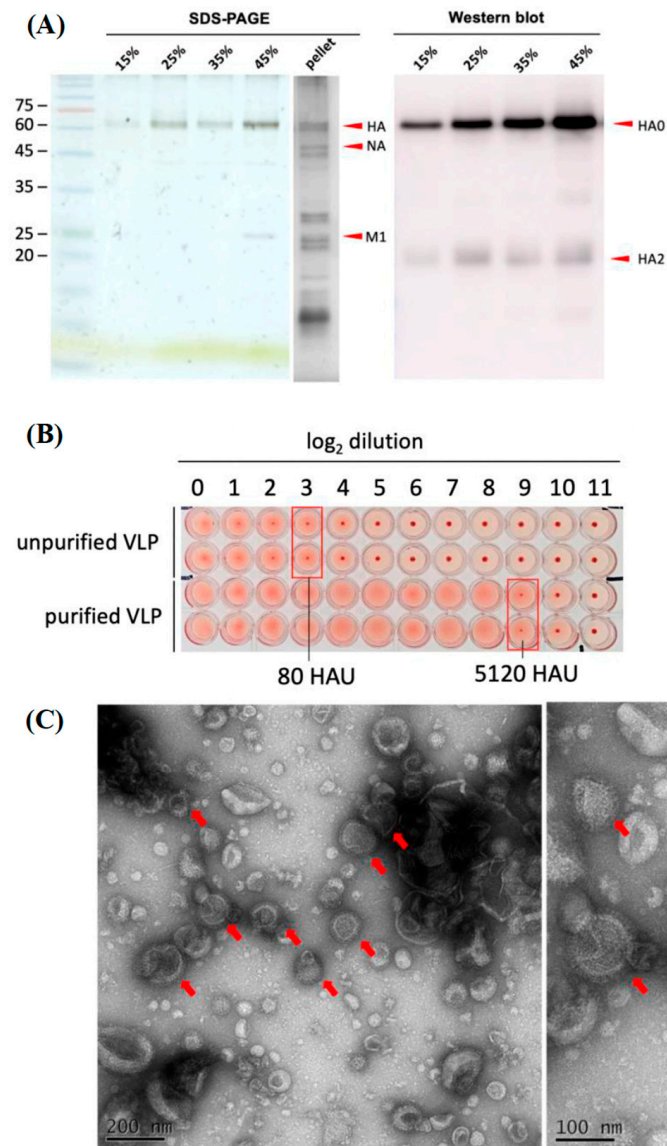 (A)
SDS-PAGE
Western blot
15% 25% 35% 45% pellet
15% 25% 35% 45%
75
60
45
35
25
20
HA
NA
M1
HA0
HA2
(B)
log2 dilution
0 1 2 3 4 5 6 7 8 9 10 11
unpurified VLP
purified VLP
80 HAU
5120 HAU
(C)
200 nm
100 nm